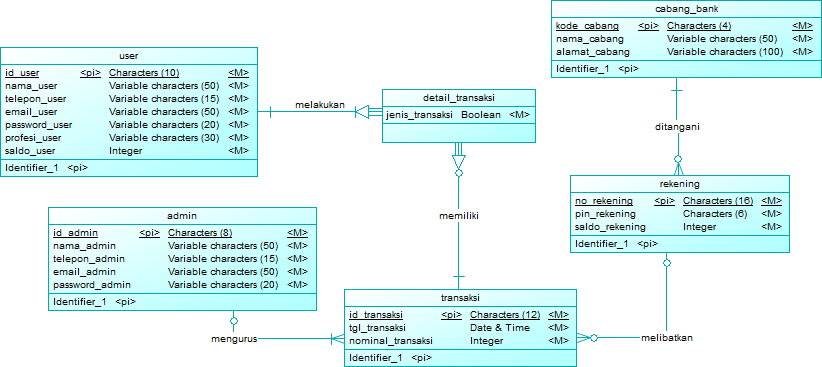 cabang_bank
kode_cabang <pi> Characters (4) <M>
nama_cabang Variable characters (50) <M>
alamat_cabang Variable characters (100) <M>
Identifier_1 <pi>
user
id_user <pi> Characters (10) <M>
nama_user Variable characters (50) <M>
telepon_user Variable characters (15) <M>
email_user Variable characters (50) <M>
password_user Variable characters (20) <M>
profesi_user Variable characters (30) <M>
saldo_user Integer <M>
Identifier_1 <pi>
melakukan
detail_transaksi
jenis_transaksi Boolean <M>
ditangani
memiliki
rekening
no_rekening <pi> Characters (16) <M>
pin_rekening Characters (6) <M>
saldo_rekening Integer <M>
Identifier_1 <pi>
admin
id_admin <pi> Characters (8) <M>
nama_admin Variable characters (50) <M>
telepon_admin Variable characters (15) <M>
email_admin Variable characters (50) <M>
password_admin Variable characters (20) <M>
Identifier_1 <pi>
mengurus
transaksi
id_transaksi <pi> Characters (12) <M>
tgl_transaksi Date & Time <M>
nominal_transaksi Integer <M>
Identifier_1 <pi>
melibatkan